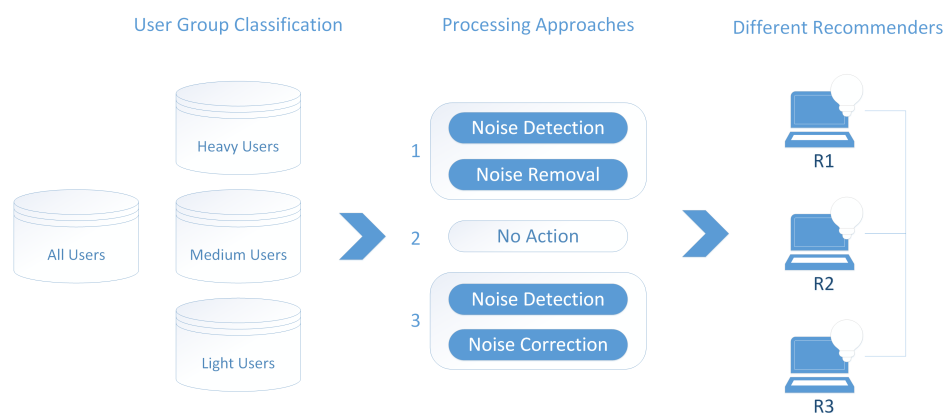 User Group Classification
Processing Approaches
Different Recommenders
All Users
Heavy Users
Medium Users
Light Users
1
Noise Detection
Noise Removal
2
No Action
3
Noise Detection
Noise Correction
R1
R2
R3